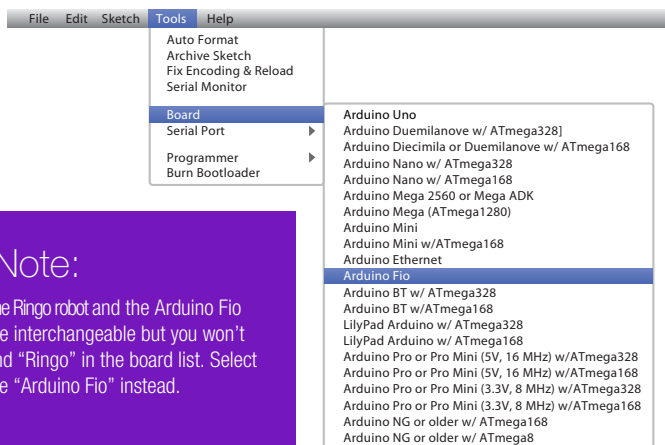 File Edit Sketch Tools Help
Auto Format
Archive Sketch
Fix Encoding & Reload
Serial Monitor
Board
Serial Port
Programmer
Burn Bootloader
Arduino Uno
Arduino Duemilanove w/ ATmega328]
Arduino Diecimila or Duemilanove w/ ATmega168
Arduino Nano w/ ATmega328
Arduino Nano w/ ATmega168
Arduino Mega 2560 or Mega ADK
Arduino Mega (ATmega1280)
Arduino Mini
Arduino Mini w/ATmega168
Arduino Ethernet
Arduino Fio
Arduino BT w/ ATmega328
Arduino BT w/ATmega168
LilyPad Arduino w/ ATmega328
LilyPad Arduino w/ ATmega168
Arduino Pro or Pro Mini (5V, 16 MHz) w/ATmega328
Arduino Pro or Pro Mini (5V, 16 MHz) w/ATmega168
Arduino Pro or Pro Mini (3.3V, 8 MHz) w/ATmega328
Arduino Pro or Pro Mini (3.3V, 8 MHz) w/ATmega168
Arduino NG or older w/ ATmega168
Arduino NG or older w/ ATmega8
Note:
Ringo robot and the Arduino Fio
interchangeable but you won't
"Ringo" in the board list. Select
"Arduino Fio" instead.